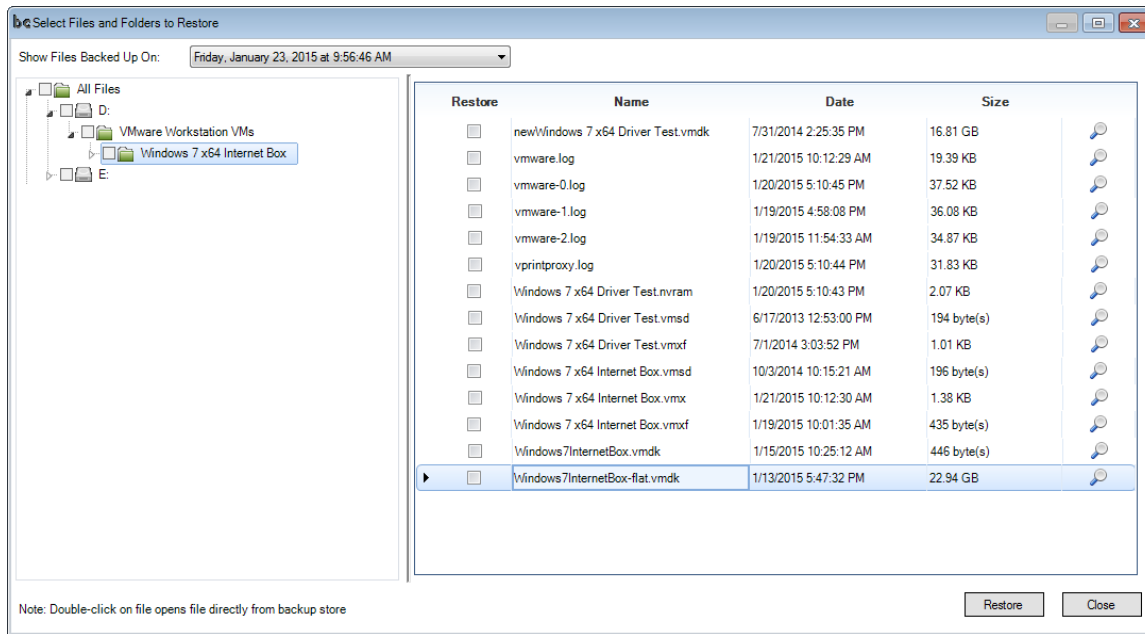 bc Select Files and Folders to Restore
Show Files Backed Up On: Friday, January 23, 2015 at 9:56:46 AM
All Files
D:
VMware Workstation VMs
Windows 7 x64 Internet Box
E:
Restore Name Date Size
newWindows 7 x64 Driver Test.vmdk 7/31/2014 2:25:35 PM 16.81 GB
vmware.log 1/21/2015 10:12:29 AM 19.39 KB
vmware-0.log 1/20/2015 5:10:45 PM 37.52 KB
vmware-1.log 1/19/2015 4:58:08 PM 36.08 KB
vmware-2.log 1/19/2015 11:54:33 AM 34.87 KB
vprintproxy.log 1/20/2015 5:10:44 PM 31.83 KB
Windows 7 x64 Driver Test.nvram 1/20/2015 5:10:43 PM 2.07 KB
Windows 7 x64 Driver Test.vmsd 6/17/2013 12:53:00 PM 194 byte(s)
Windows 7 x64 Driver Test.vmxf 7/1/2014 3:03:52 PM 1.01 KB
Windows 7 x64 Internet Box.vmsd 10/3/2014 10:15:21 AM 196 byte(s)
Windows 7 x64 Internet Box.vmx 1/21/2015 10:12:30 AM 1.38 KB
Windows 7 x64 Internet Box.vmxf 1/19/2015 10:01:35 AM 435 byte(s)
Windows7InternetBox.vmdk 1/15/2015 10:25:12 AM 446 byte(s)
Windows7InternetBox-flat.vmdk 1/13/2015 5:47:32 PM 22.94 GB
Note: Double-click on file opens file directly from backup store
Restore Close